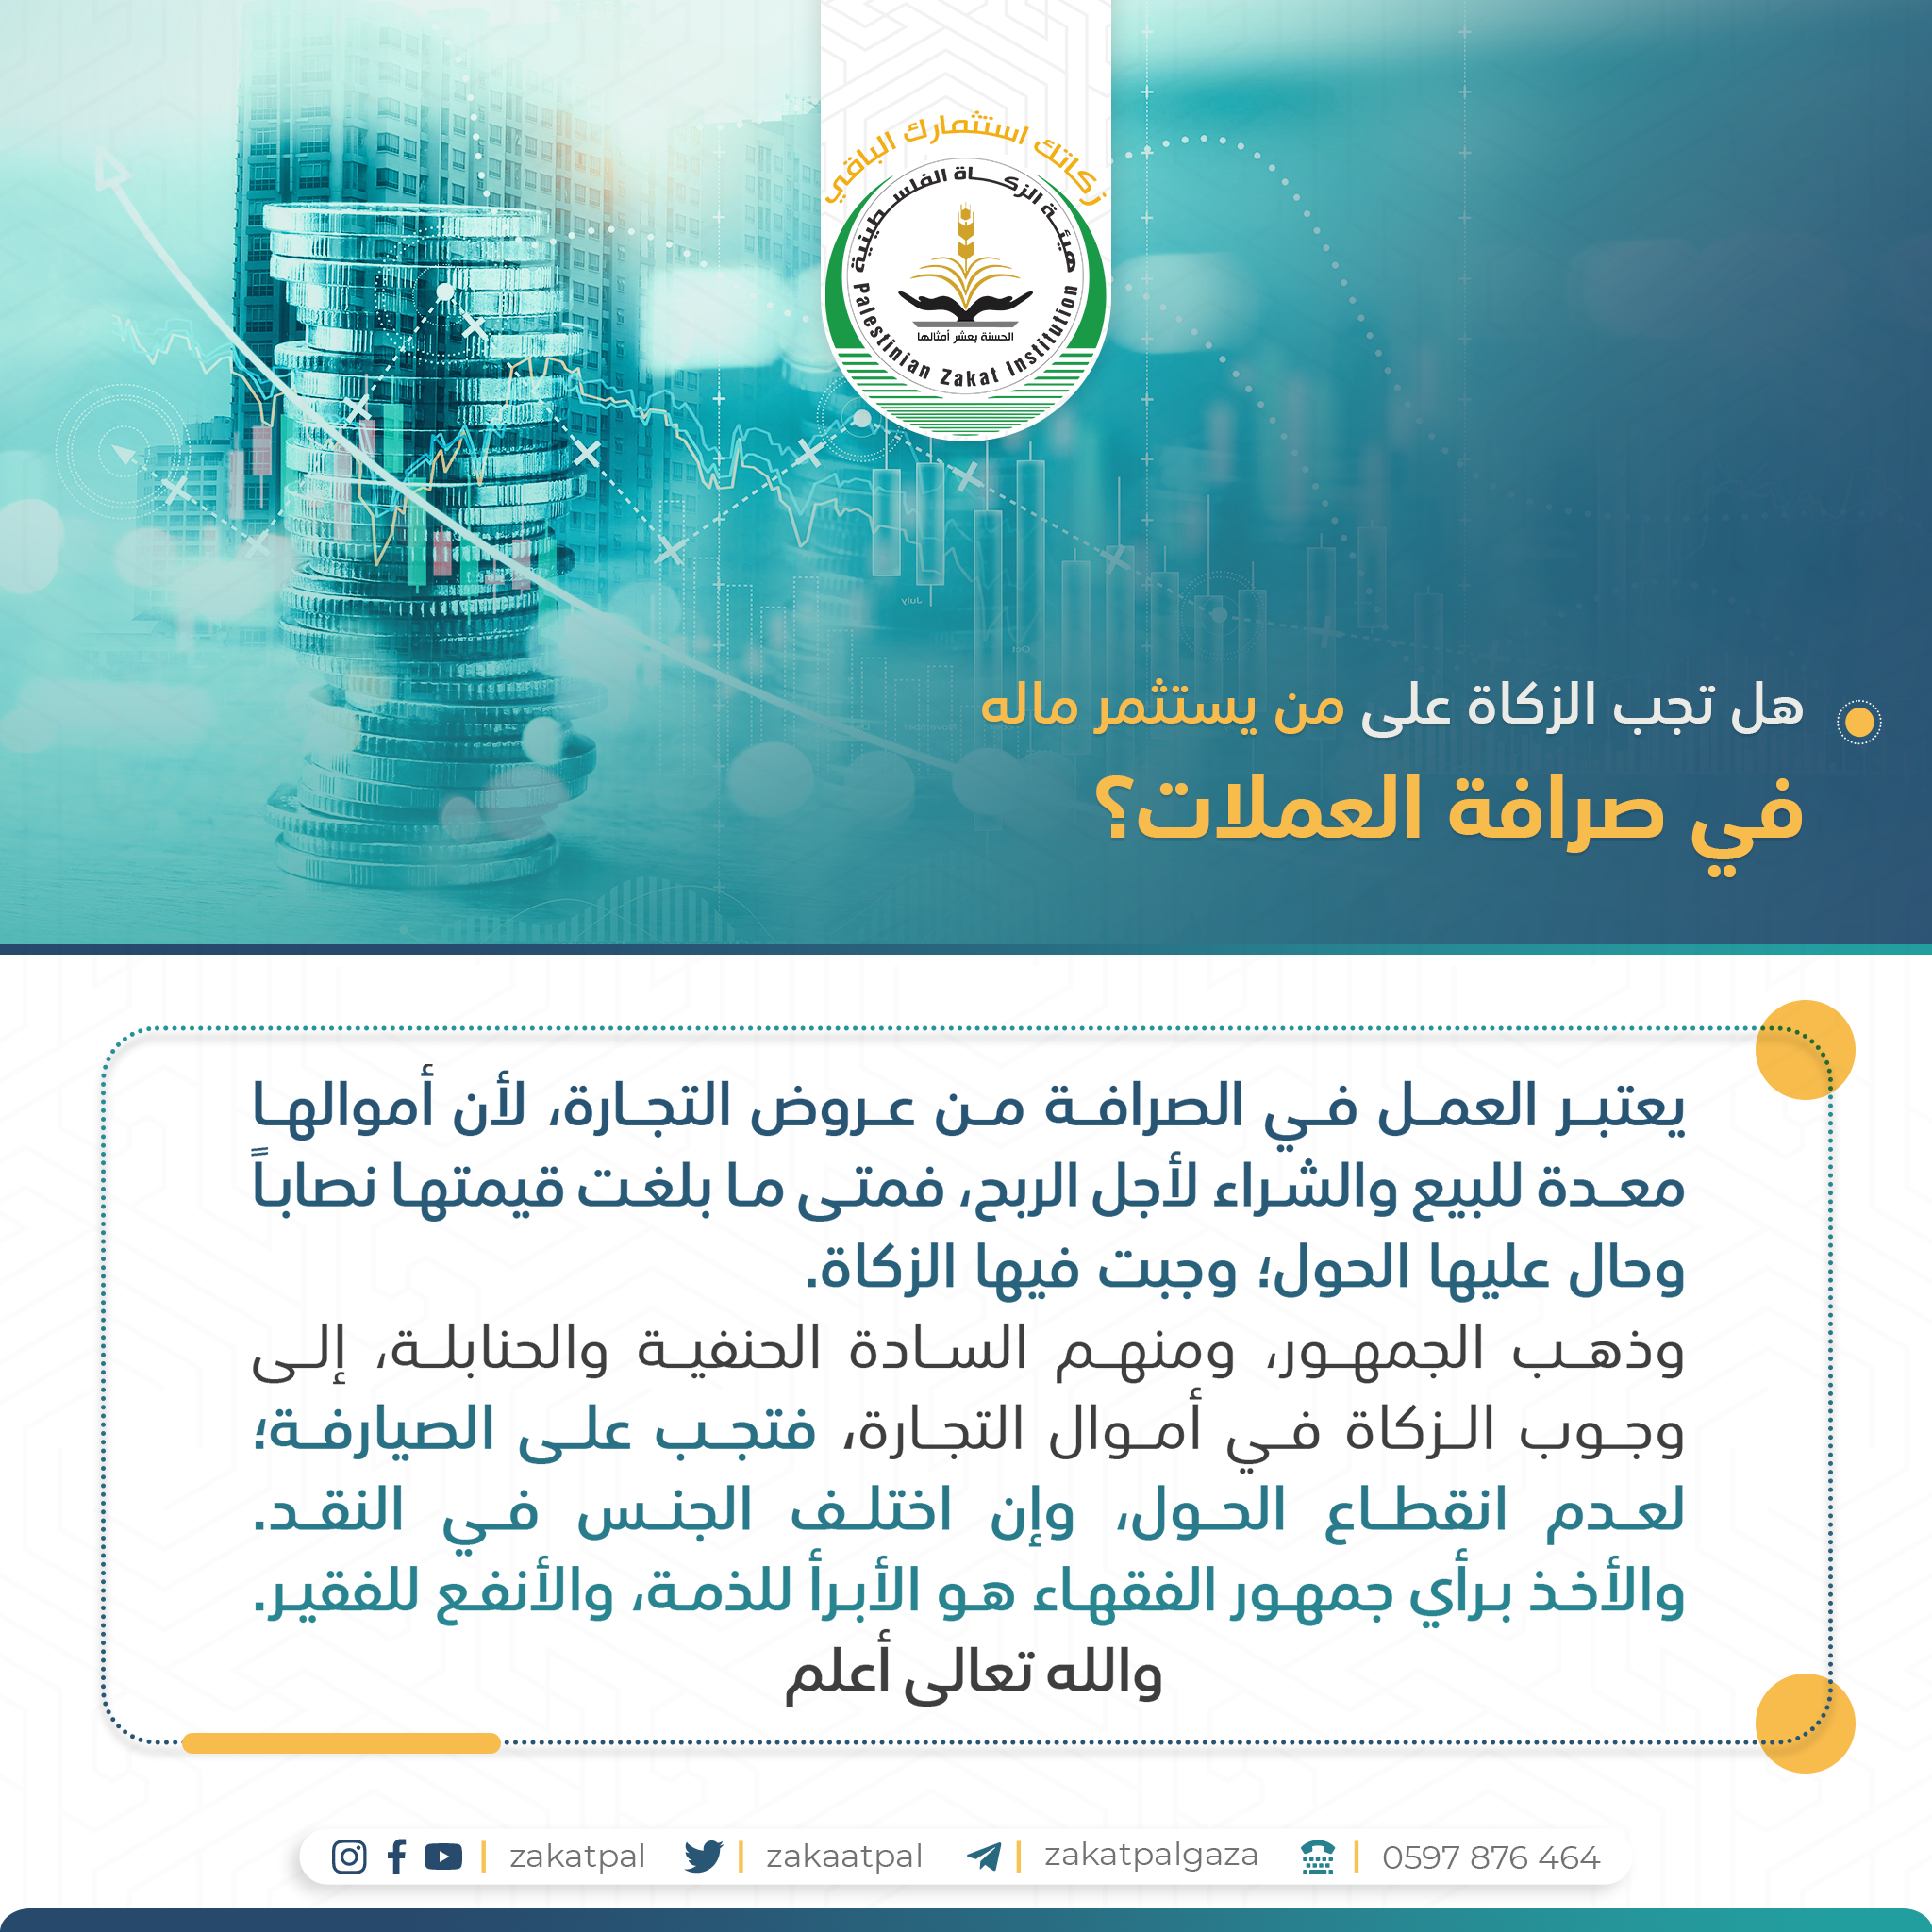 زكاتك استثمارك الباقي
هيئة الزكاة الفلسطينية
Palestinian Zakat Institution
الحسنة بعشر أمثالها
هل تجب الزكاة على من يستثمر ماله
في صرافة العملات؟
يعتبر العمل في الصرافة من عروض التجارة، لأن أموالها
معدة للبيع والشراء لأجل الربح، فمتى ما بلغت قيمتها نصاباً
وحال عليها الحول؛ وجبت فيها الزكاة.
وذهب الجمهور، ومنهم السادة الحنفية والحنابلة، إلى
وجوب الزكاة في أموال التجارة، فتجب على الصيارفة؛
لعدم انقطاع الحول، وإن اختلف الجنس في النقد.
والأخذ برأي جمهور الفقهاء هو الأبرأ للذمة، والأنفع للفقير.
والله تعالى أعلم
zakatpal zakaatpal zakatpalgaza 0597 876 464